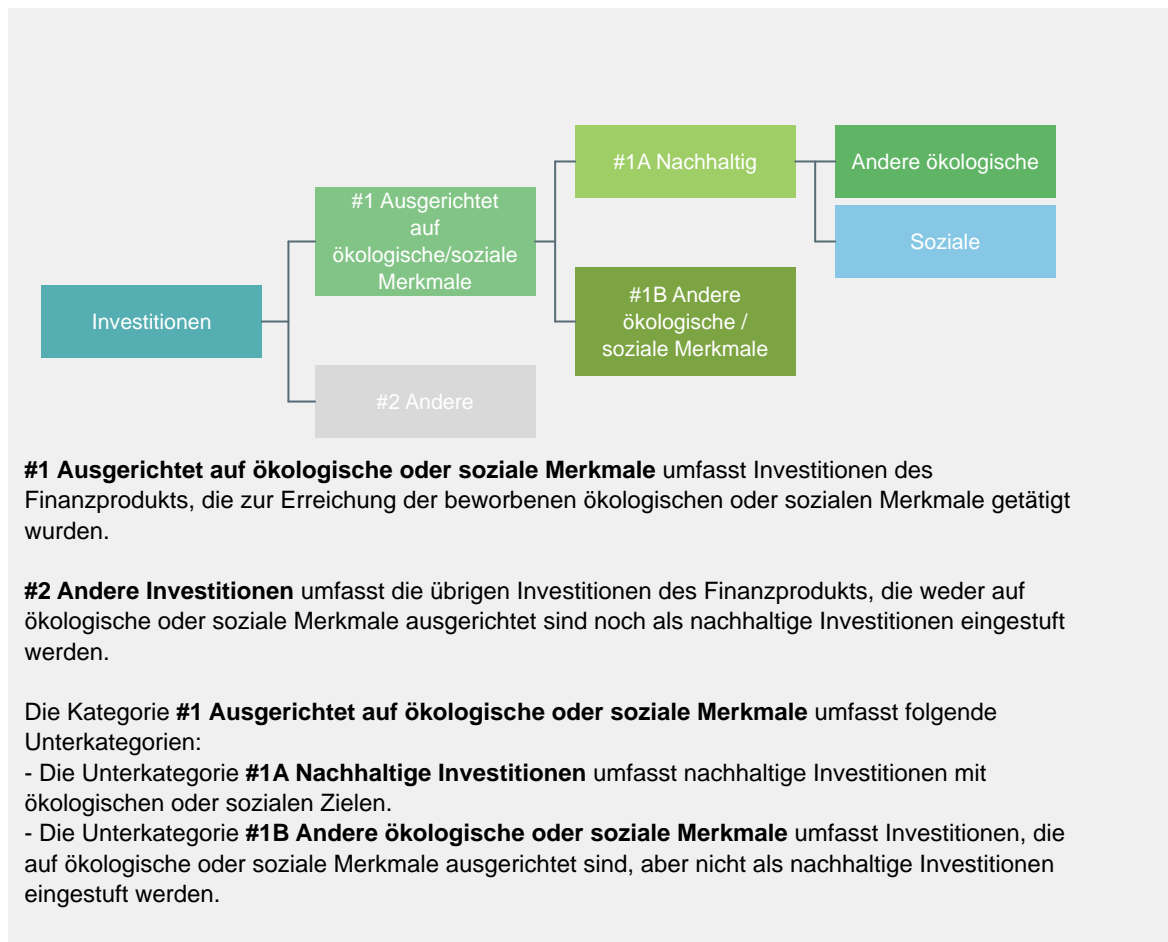 Investitionen
#1 Ausgerichtet
auf
ökologische/soziale
Merkmale
#2 Andere
#1A Nachhaltig
#1B Andere
ökologische /
soziale Merkmale
Andere ökologische
Soziale
#1 Ausgerichtet auf ökologische oder soziale Merkmale umfasst Investitionen des
Finanzprodukts, die zur Erreichung der beworbenen ökologischen oder sozialen Merkmale getätigt
wurden.
#2 Andere Investitionen umfasst die übrigen Investitionen des Finanzprodukts, die weder auf
ökologische oder soziale Merkmale ausgerichtet sind noch als nachhaltige Investitionen eingestuft
werden.
Die Kategorie #1 Ausgerichtet auf ökologische oder soziale Merkmale umfasst folgende
Unterkategorien:
- Die Unterkategorie #1A Nachhaltige Investitionen umfasst nachhaltige Investitionen mit
ökologischen oder sozialen Zielen.
- Die Unterkategorie #1B Andere ökologische oder soziale Merkmale umfasst Investitionen, die
auf ökologische oder soziale Merkmale ausgerichtet sind, aber nicht als nachhaltige Investitionen
eingestuft werden.